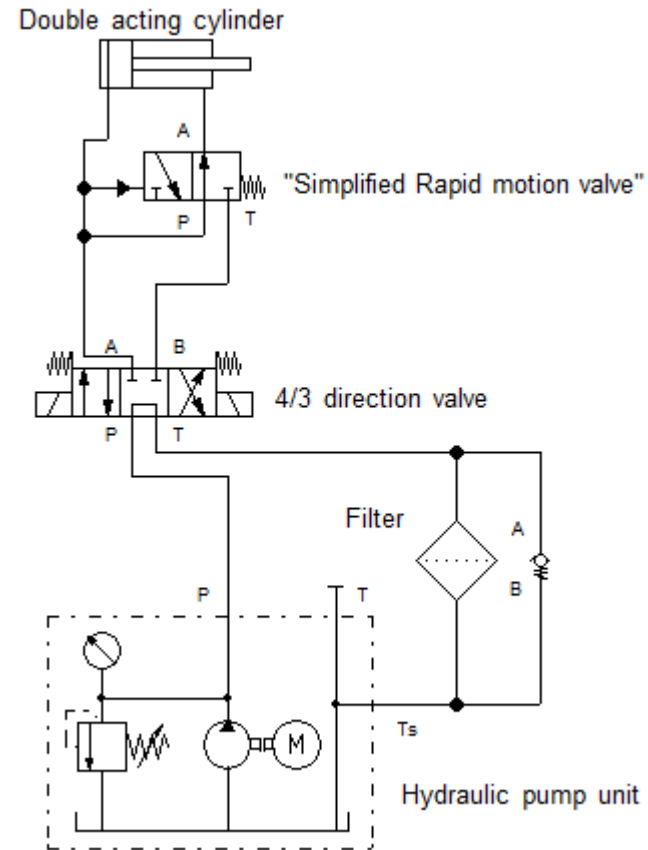 Double acting cylinder
A
"Simplified Rapid motion valve"
P T
A B
4/3 direction valve
P T
Filter
A
B
P T
M
Ts
Hydraulic pump unit